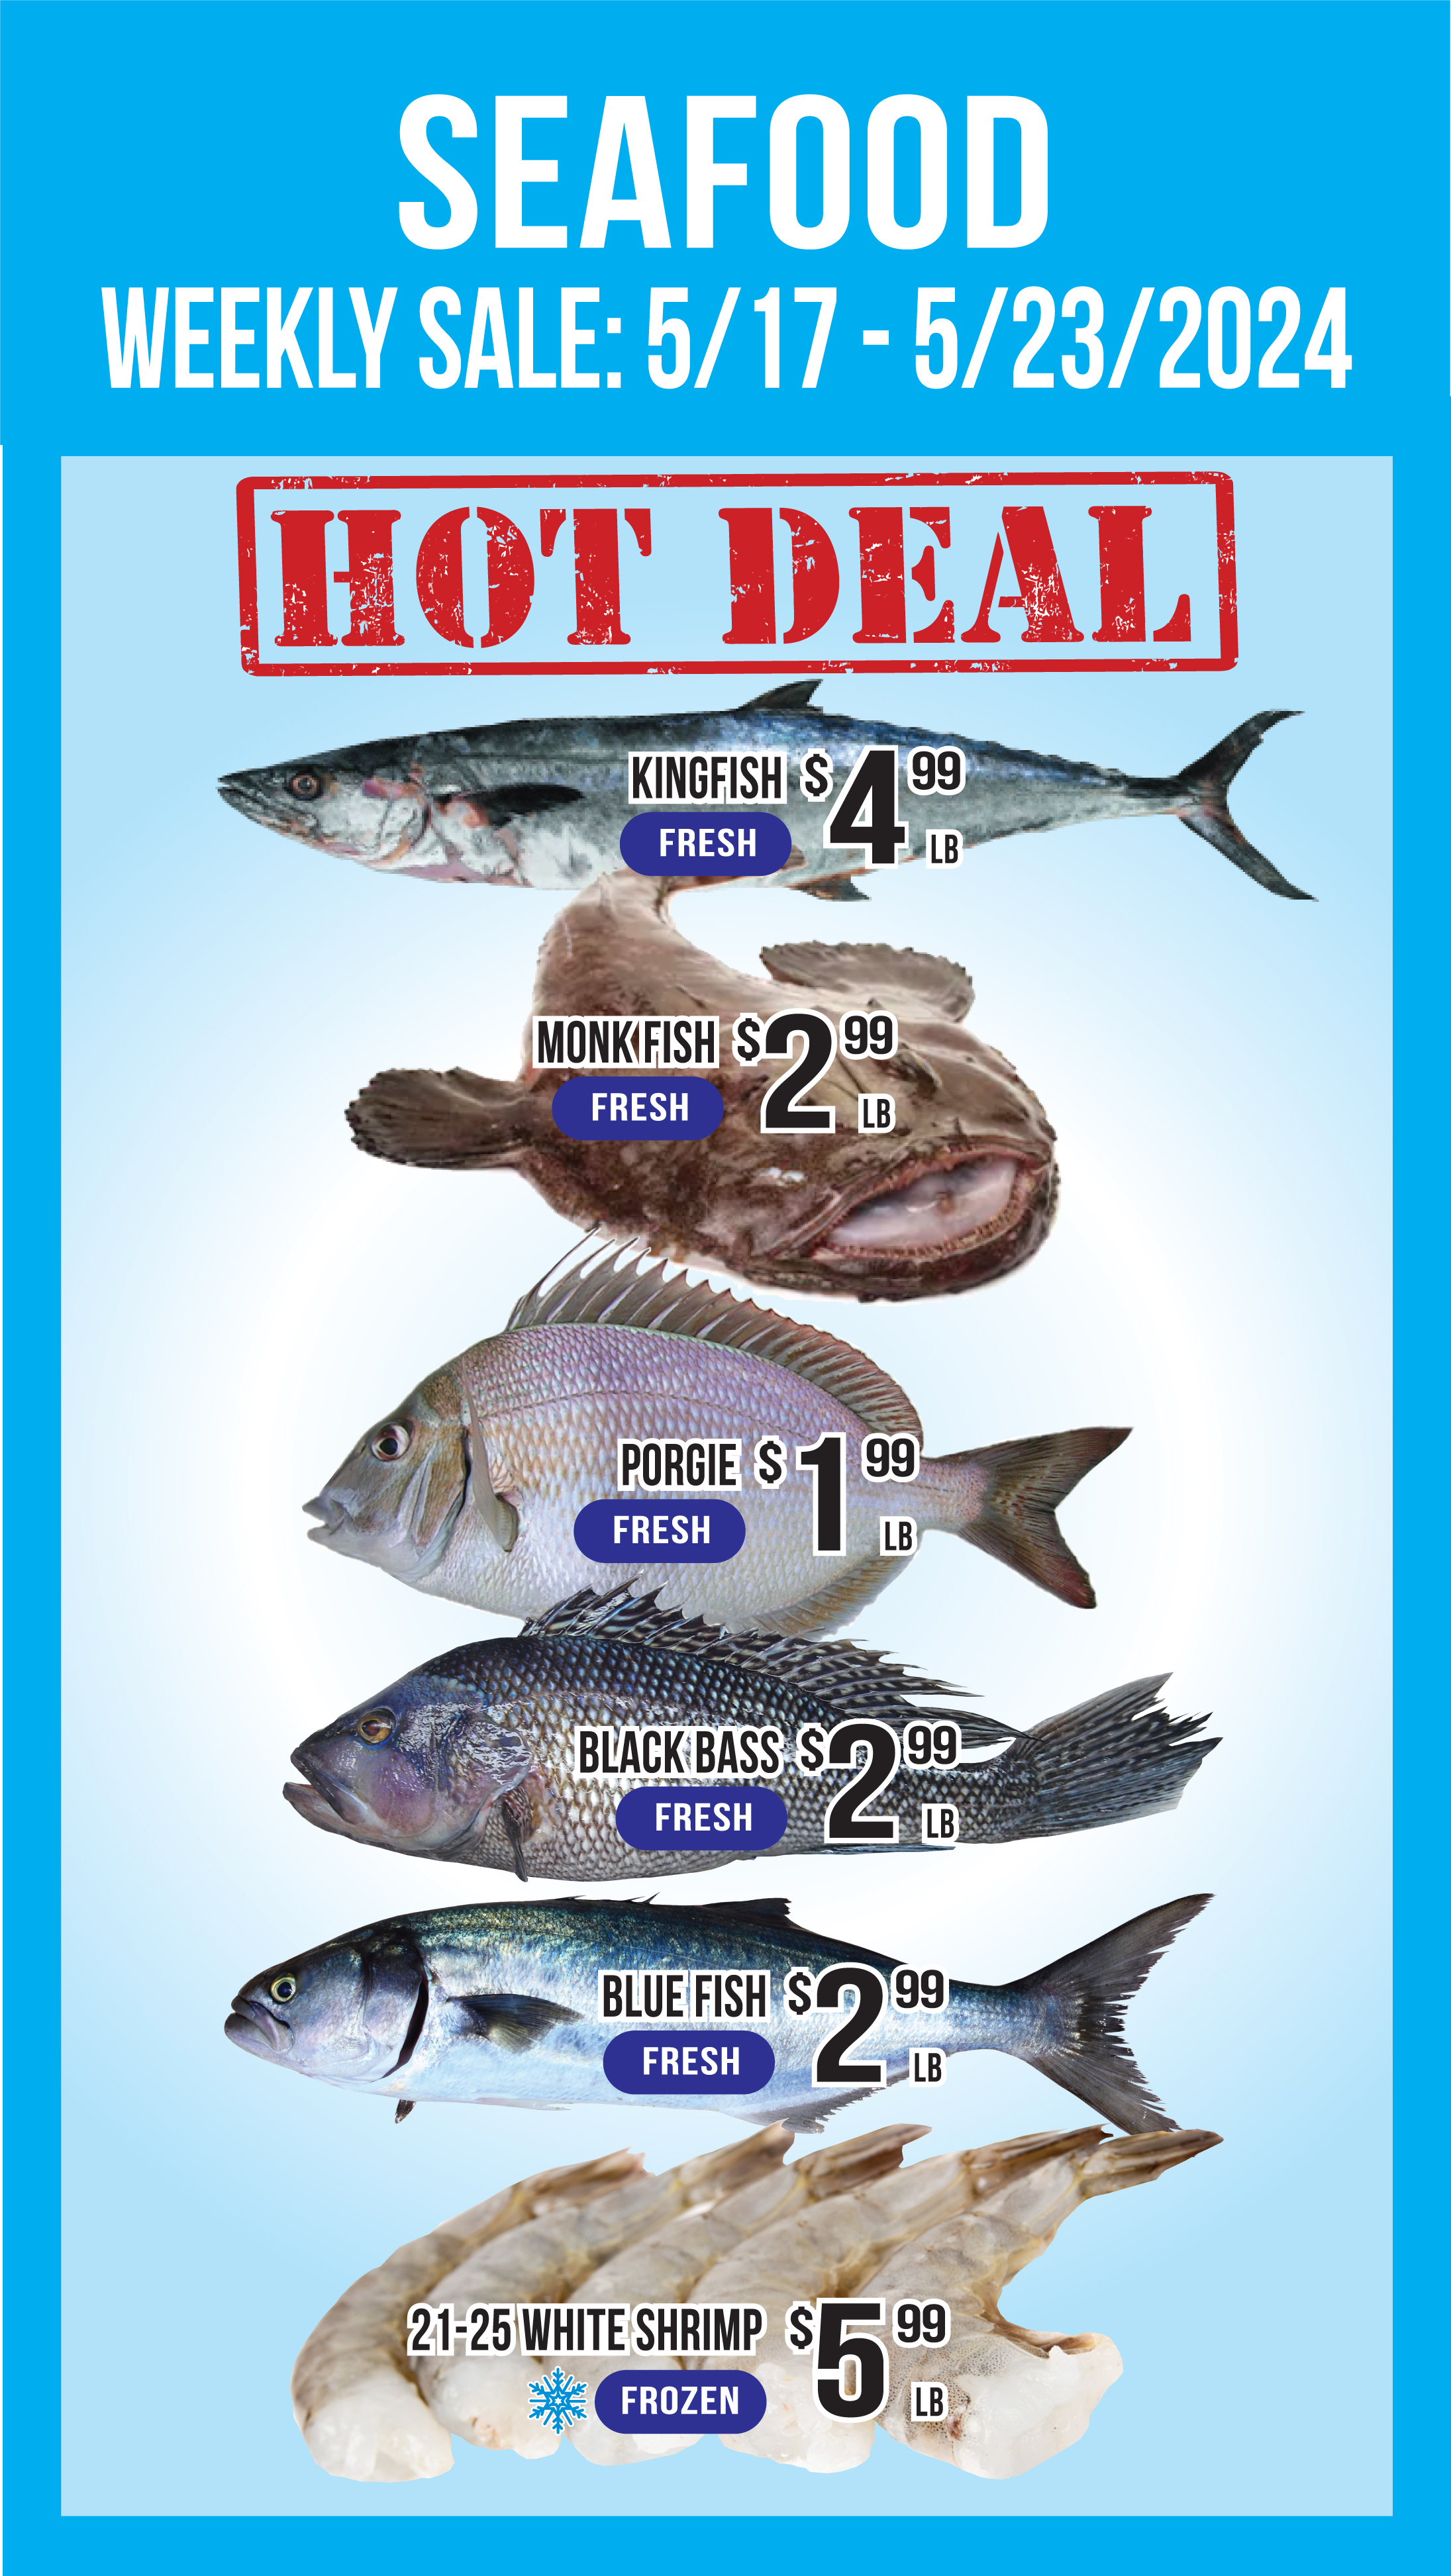 SEAFOOD
WEEKLY SALE: 5/17 - 5/23/2024
HOT DEAL
KINGFISH $4 99 LB
FRESH
MONK FISH $2 99 LB
FRESH
PORGIE $1 99 LB
FRESH
BLACK BASS $2 99 LB
FRESH
BLUE FISH $2 99 LB
FRESH
21-25 WHITE SHRIMP $5 99 LB
FROZEN